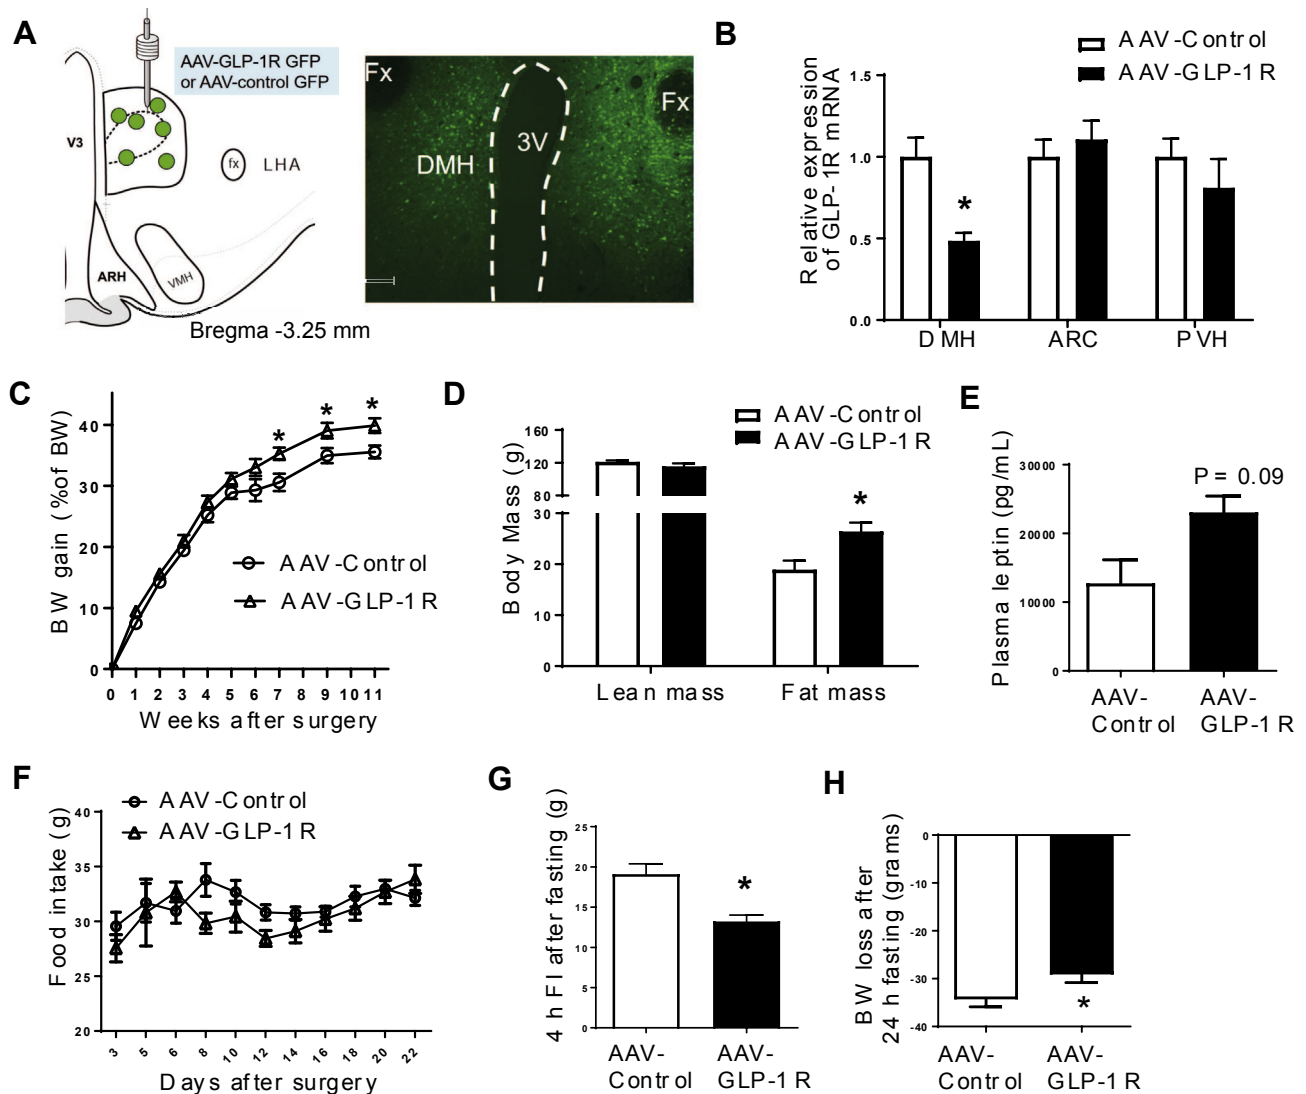 A
AAV-GLP-1R GFP
or AAV-control GFP
V3
fx
LHA
ARH
VMH
Bregma -3.25 mm
Fx
Fx
3V
DMH
B
AAV-Control
AAV-GLP-1R
Relative expression
of GLP-1R mRNA
1.5
1.0
0.5
0.0
*
DMH ARC PVH
C
BW gain (%of BW)
40
30
20
10
0
* * *
AAV-Control
AAV-GLP-1R
0 1 2 3 4 5 6 7 8 9 10 11
Weeks after surgery
D
AAV-Control
AAV-GLP-1R
Body Mass (g)
160
120
80
30
20
10
0
*
Lean mass Fat mass
E
Plasma leptin (pg/mL)
30000
20000
10000
0
P = 0.09
AAV-
Control
AAV-
GLP-1R
F
AAV-Control
AAV-GLP-1R
Food intake (g)
40
35
30
25
20
3 5 6 8 10 12 14 16 18 20 22
Days after surgery
G
4h FI after fasting (g)
25
20
15
10
5
0
*
AAV-
Control
AAV-
GLP-1R
H
BW loss after
24h fasting (grams)
0
-10
-20
-30
-40
*
AAV-
Control
AAV-
GLP-1R